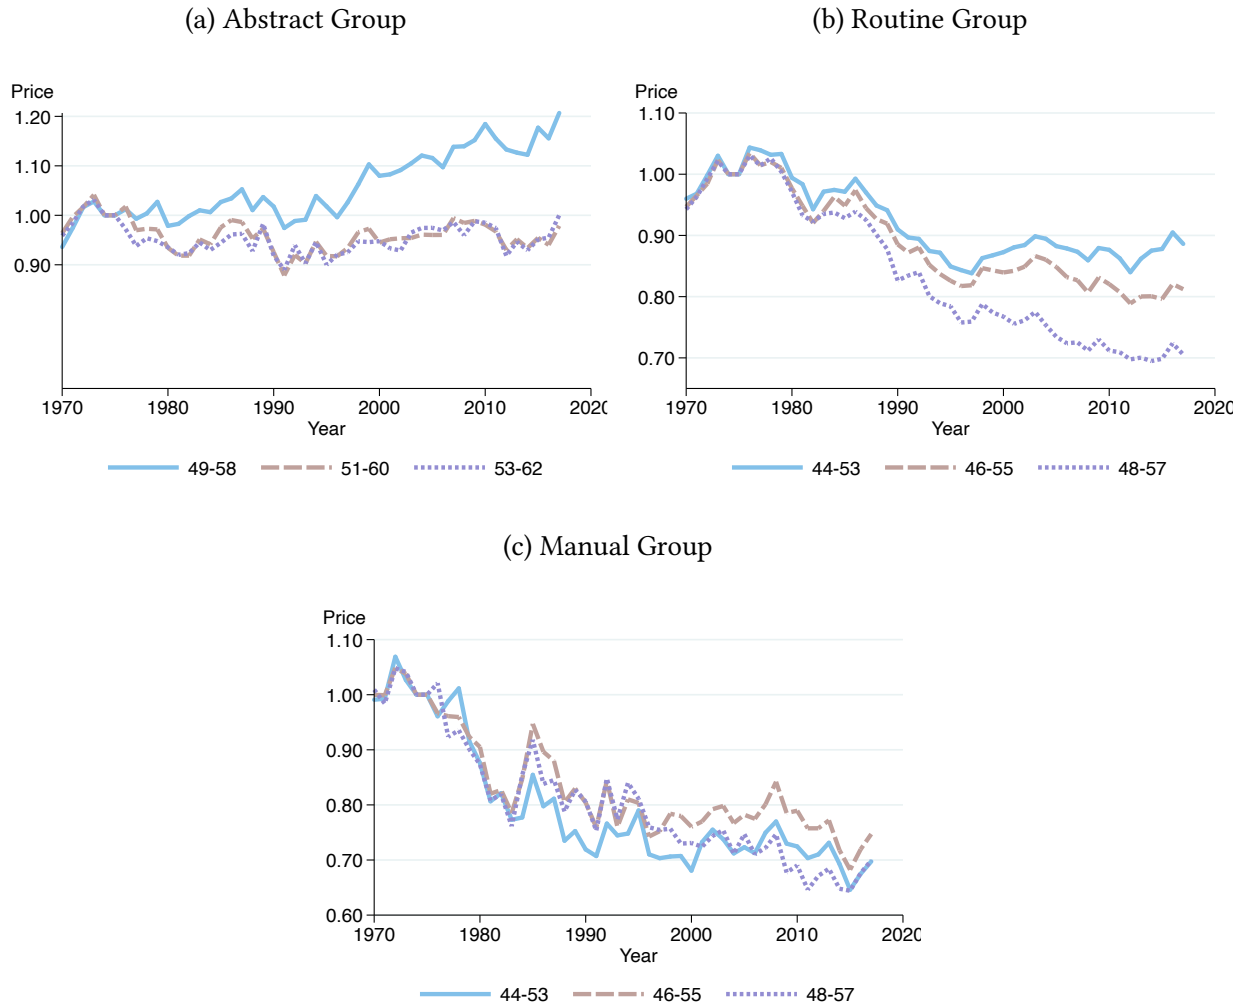 (a) Abstract Group
Price
1.20
1.10
1.00
0.90
1970 1980 1990 2000 2010 2020
Year
49-58 51-60 53-62
(b) Routine Group
Price
1.10
1.00
0.90
0.80
0.70
1970 1980 1990 2000 2010 2020
Year
44-53 46-55 48-57
(c) Manual Group
Price
1.10
1.00
0.90
0.80
0.70
0.60
1970 1980 1990 2000 2010 2020
Year
44-53 46-55 48-57